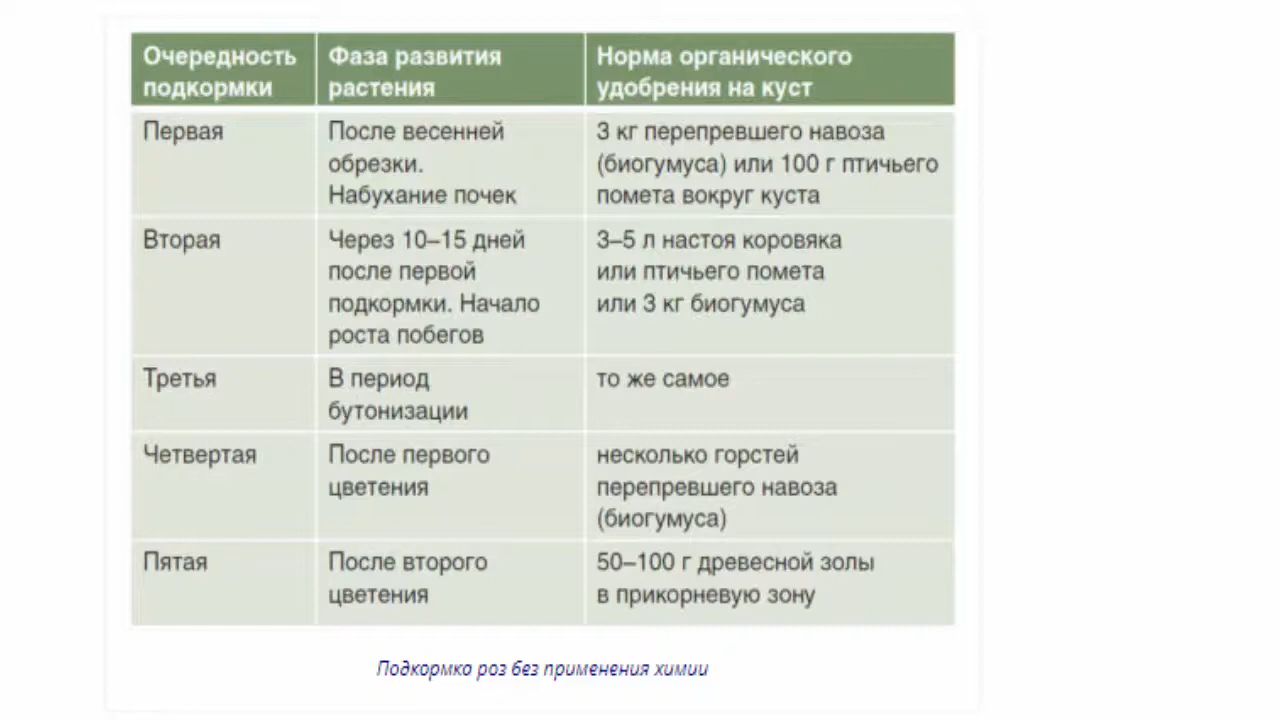 Очередность подкормки
Фаза развития растения
Норма органического удобрения на куст
Первая
После весенней
обрезки.
Набухание почек
3 кг перепревшего навоза
(биогумуса) или 100 г птичьего
помета вокруг куста
Вторая
Через 10–15 дней
после первой
подкормки. Начало
роста побегов
3–5 л настоя коровяка
или птичьего помета
или 3 кг биогумуса
Третья
В период
бутонизации
то же самое
Четвертая
После первого
цветения
несколько горстей
перепревшего навоза
(биогумуса)
Пятая
После второго
цветения
50–100 г древесной золы
в прикорневую зону
Подкормка роз без применения химии